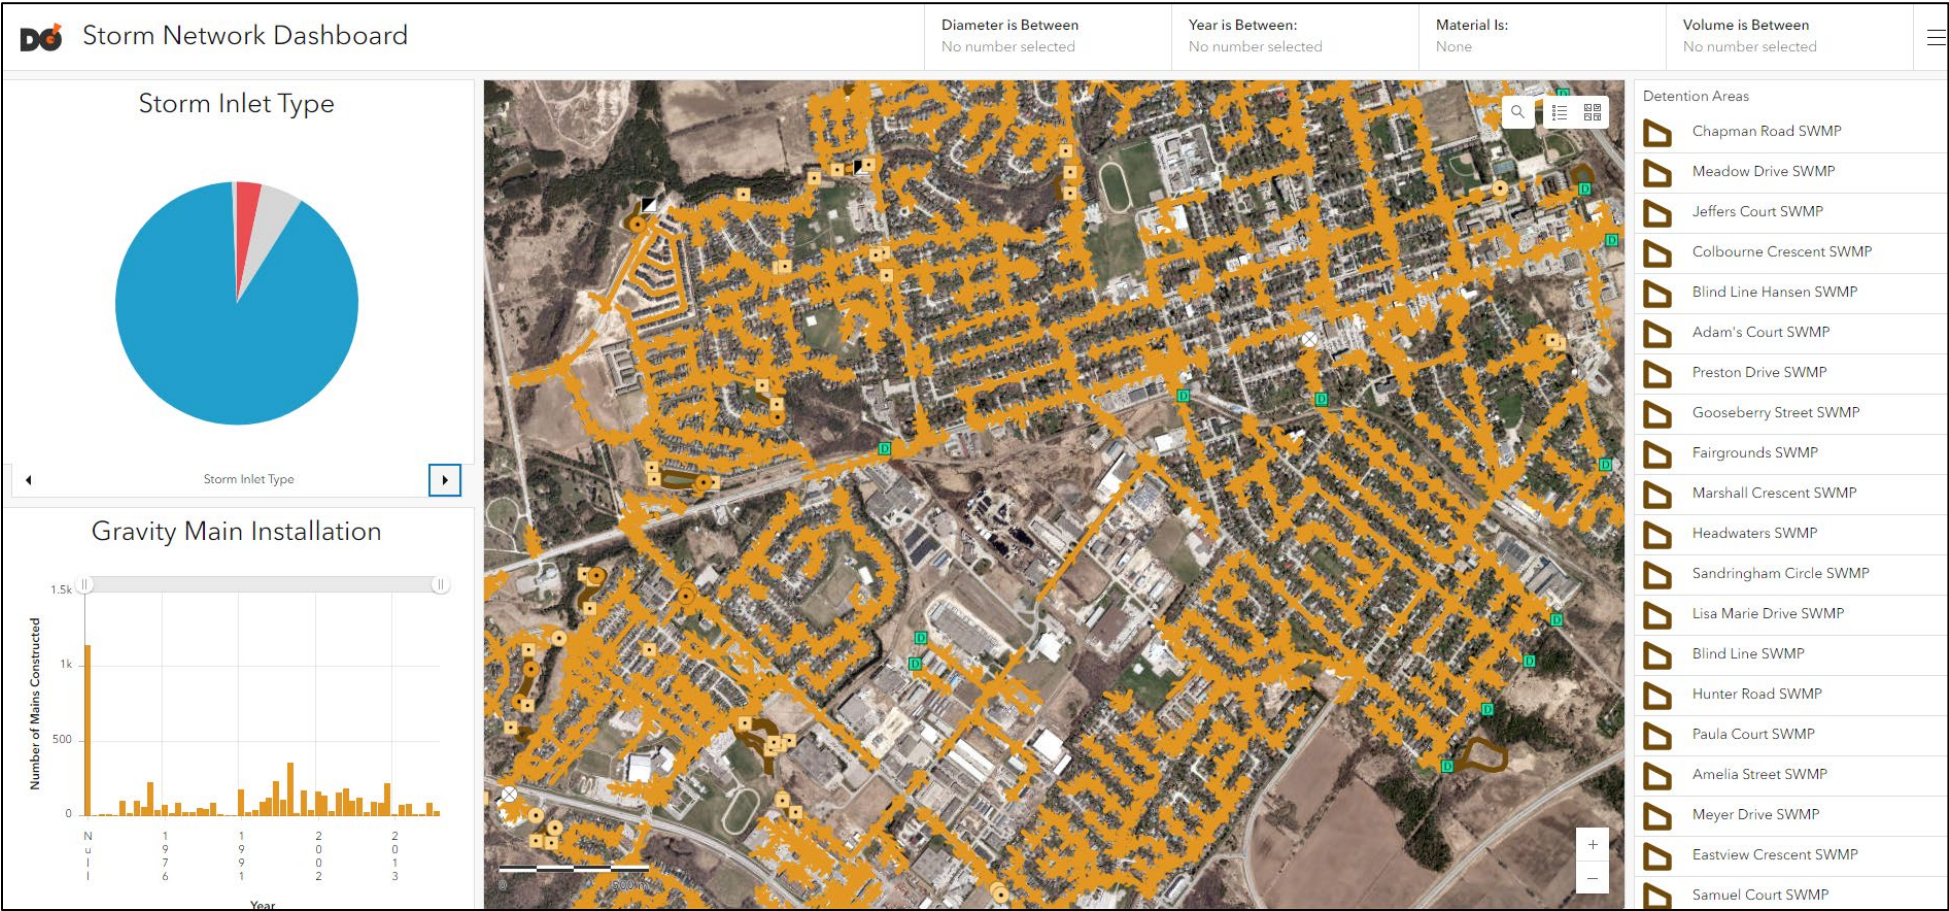 DO Storm Network Dashboard
Diameter is Between
No number selected
Year is Between:
No number selected
Material Is:
None
Volume is Between
No number selected
Storm Inlet Type
Storm Inlet Type
Gravity Main Installation
Number of Mains Constructed
1.5k
1k
500
0
Null
1976
1991
2002
2013
Year
D
D
D
D
D
D
D
D
D
D
D
D
D
0
500 m
+
−
Detention Areas
Chapman Road SWMP
Meadow Drive SWMP
Jeffers Court SWMP
Colbourne Crescent SWMP
Blind Line Hansen SWMP
Adam's Court SWMP
Preston Drive SWMP
Gooseberry Street SWMP
Fairgrounds SWMP
Marshall Crescent SWMP
Headwaters SWMP
Sandringham Circle SWMP
Lisa Marie Drive SWMP
Blind Line SWMP
Hunter Road SWMP
Paula Court SWMP
Amelia Street SWMP
Meyer Drive SWMP
Eastview Crescent SWMP
Samuel Court SWMP